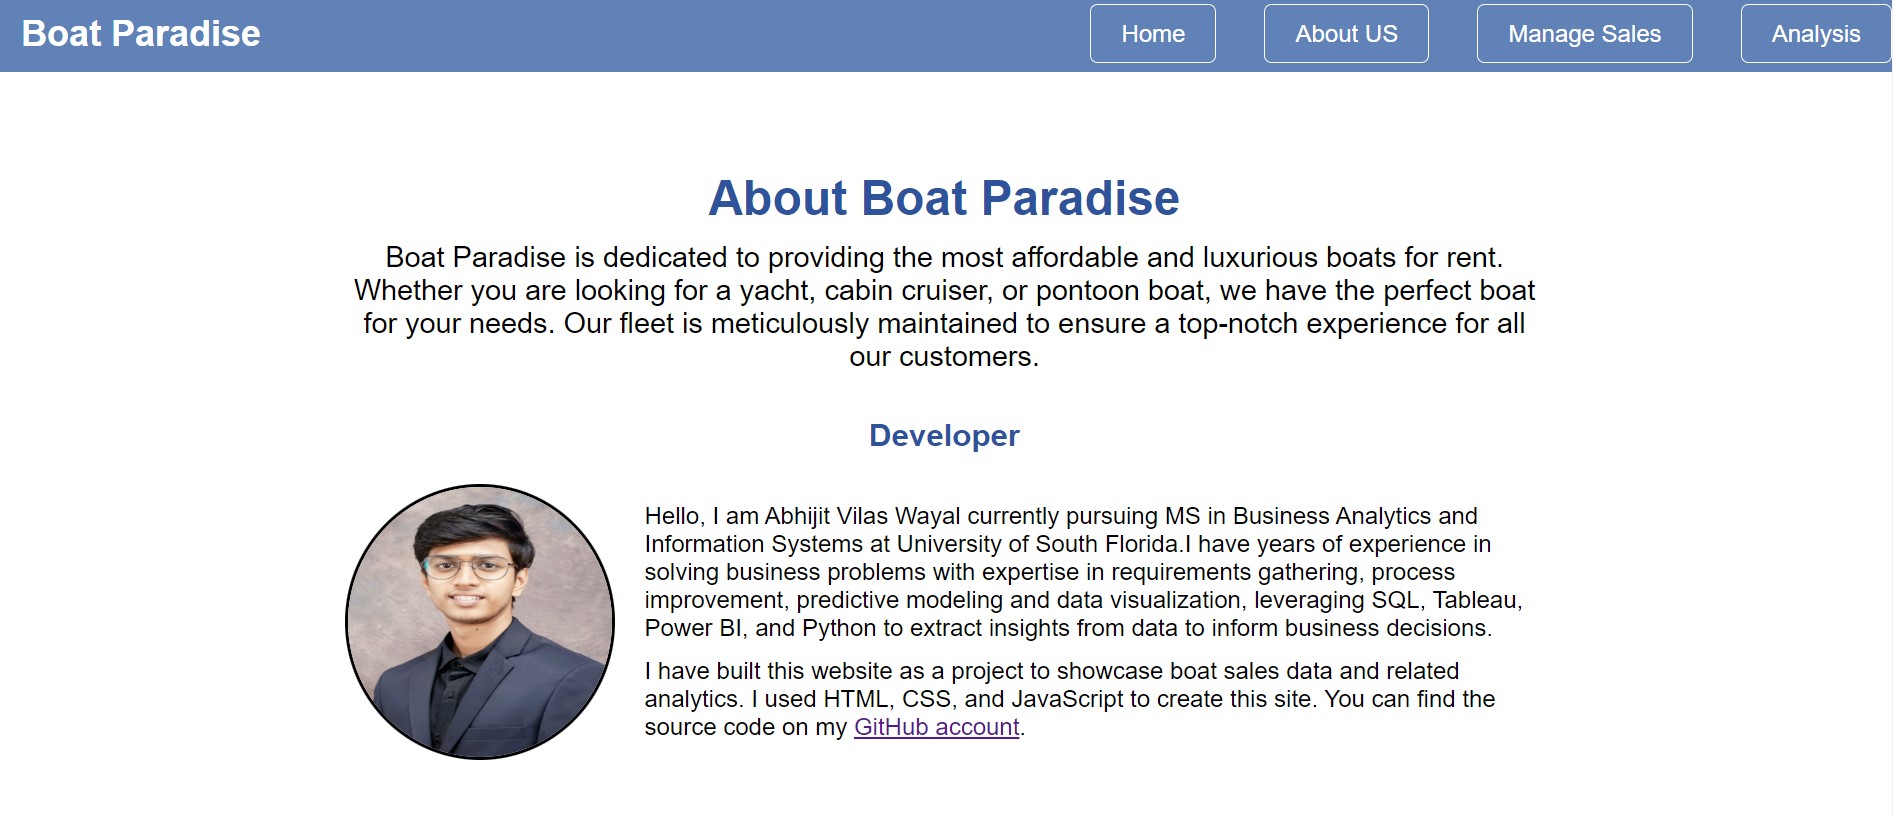 Boat Paradise
Home
About US
Manage Sales
Analysis
About Boat Paradise
Boat Paradise is dedicated to providing the most affordable and luxurious boats for rent.
Whether you are looking for a yacht, cabin cruiser, or pontoon boat, we have the perfect boat
for your needs. Our fleet is meticulously maintained to ensure a top-notch experience for all
our customers.
Developer
Hello, I am Abhijit Vilas Wayal currently pursuing MS in Business Analytics and
Information Systems at University of South Florida.I have years of experience in
solving business problems with expertise in requirements gathering, process
improvement, predictive modeling and data visualization, leveraging SQL, Tableau,
Power BI, and Python to extract insights from data to inform business decisions.
I have built this website as a project to showcase boat sales data and related
analytics. I used HTML, CSS, and JavaScript to create this site. You can find the
source code on my GitHub account.